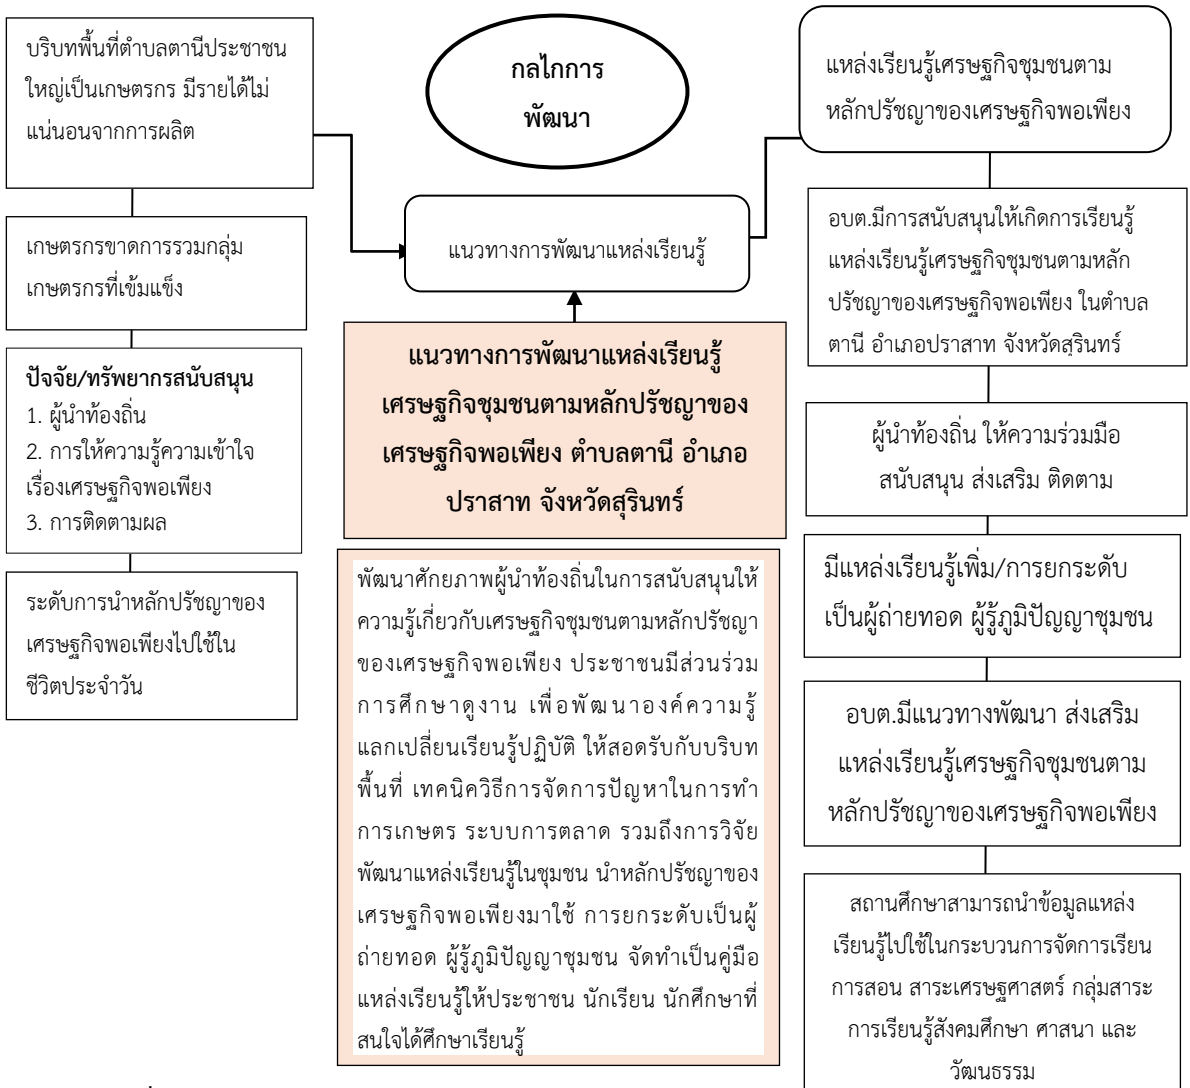 บริบทพื้นที่ตำบลตานีประชาชน
ใหญ่เป็นเกษตรกร มีรายได้ไม่
แน่นอนจากการผลิต
เกษตรกรขาดการรวมกลุ่ม
เกษตรกรที่เข้มแข็ง
ปัจจัย/ทรัพยากรสนับสนุน
1. ผู้นำท้องถิ่น
2. การให้ความรู้ความเข้าใจ
เรื่องเศรษฐกิจพอเพียง
3. การติดตามผล
ระดับการนำหลักปรัชญาของ
เศรษฐกิจพอเพียงไปใช้ใน
ชีวิตประจำวัน
กลไกการ
พัฒนา
แนวทางการพัฒนาแหล่งเรียนรู้
แนวทางการพัฒนาแหล่งเรียนรู้
เศรษฐกิจชุมชนตามหลักปรัชญาของ
เศรษฐกิจพอเพียง ตำบลตานี อำเภอ
ปราสาท จังหวัดสุรินทร์
พัฒนาศักยภาพผู้นำท้องถิ่นในการสนับสนุนให้
ความรู้เกี่ยวกับเศรษฐกิจชุมชนตามหลักปรัชญา
ของเศรษฐกิจพอเพียง ประชาชนมีส่วนร่วม
การศึกษาดูงาน เพื่อพัฒนาองค์ความรู้
แลกเปลี่ยนเรียนรู้ปฏิบัติ ให้สอดรับกับบริบท
พื้นที่ เทคนิควิธีการจัดการปัญหาในการทำ
การเกษตร ระบบการตลาด รวมถึงการวิจัย
พัฒนาแหล่งเรียนรู้ในชุมชน นำหลักปรัชญาของ
เศรษฐกิจพอเพียงมาใช้ การยกระดับเป็นผู้
ถ่ายทอด ผู้รู้ภูมิปัญญาชุมชน จัดทำเป็นคู่มือ
แหล่งเรียนรู้ให้ประชาชน นักเรียน นักศึกษาที่
สนใจได้ศึกษาเรียนรู้
แหล่งเรียนรู้เศรษฐกิจชุมชนตาม
หลักปรัชญาของเศรษฐกิจพอเพียง
อบต.มีการสนับสนุนให้เกิดการเรียนรู้
แหล่งเรียนรู้เศรษฐกิจชุมชนตามหลัก
ปรัชญาของเศรษฐกิจพอเพียง ในตำบล
ตานี อำเภอปราสาท จังหวัดสุรินทร์
ผู้นำท้องถิ่น ให้ความร่วมมือ
สนับสนุน ส่งเสริม ติดตาม
มีแหล่งเรียนรู้เพิ่ม/การยกระดับ
เป็นผู้ถ่ายทอด ผู้รู้ภูมิปัญญาชุมชน
อบต.มีแนวทางพัฒนา ส่งเสริม
แหล่งเรียนรู้เศรษฐกิจชุมชนตาม
หลักปรัชญาของเศรษฐกิจพอเพียง
สถานศึกษาสามารถนำข้อมูลแหล่ง
เรียนรู้ไปใช้ในกระบวนการจัดการเรียน
การสอน สาระเศรษฐศาสตร์ กลุ่มสาระ
การเรียนรู้สังคมศึกษา ศาสนา และ
วัฒนธรรม